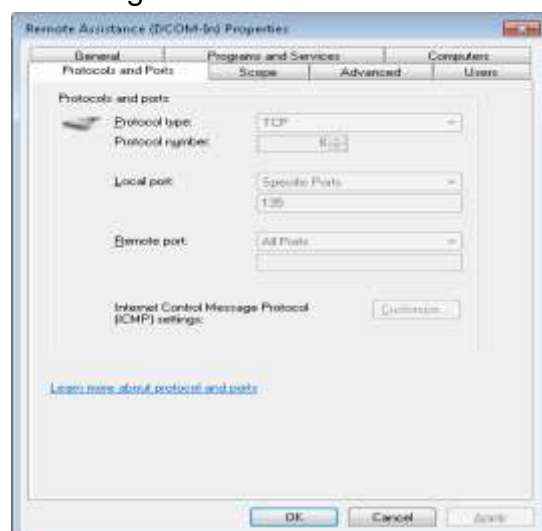 Remote Assistance (DCOM-In) Properties
General Programs and Services Computers
Protocols and Ports Scope Advanced Users
Protocols and ports
Protocol type: TCP
Protocol number: 6
Local port: Specific Ports
135
Remote port: All Ports
Internet Control Message Protocol
(ICMP) settings: Customize...
Learn more about protocol and ports
OK Cancel Apply